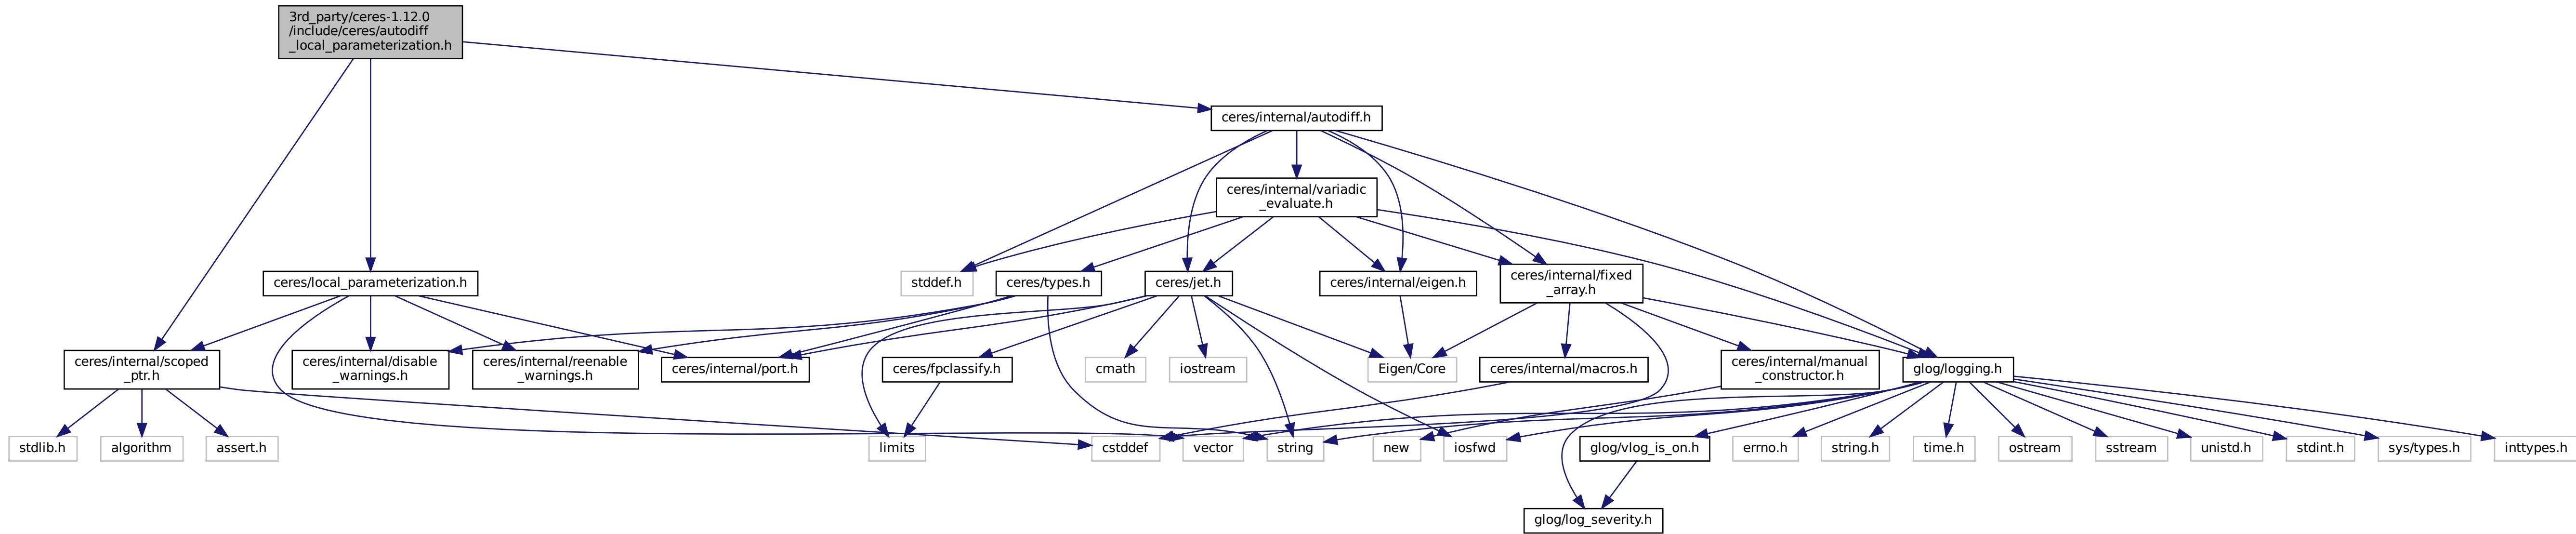 3rd_party/ceres-1.12.0
/include/ceres/autodiff
_local_parameterization.h
ceres/internal/autodiff.h
ceres/internal/variadic
_evaluate.h
ceres/local_parameterization.h
stddef.h
ceres/types.h
ceres/jet.h
ceres/internal/eigen.h
ceres/internal/fixed
_array.h
ceres/internal/scoped
_ptr.h
ceres/internal/disable
_warnings.h
ceres/internal/reenable
_warnings.h
ceres/internal/port.h
ceres/fpclassify.h
cmath
iostream
Eigen/Core
ceres/internal/macros.h
ceres/internal/manual
_constructor.h
glog/logging.h
stdlib.h
algorithm
assert.h
limits
cstddef
vector
string
new
iosfwd
glog/vlog_is_on.h
errno.h
string.h
time.h
ostream
sstream
unistd.h
stdint.h
sys/types.h
inttypes.h
glog/log_severity.h